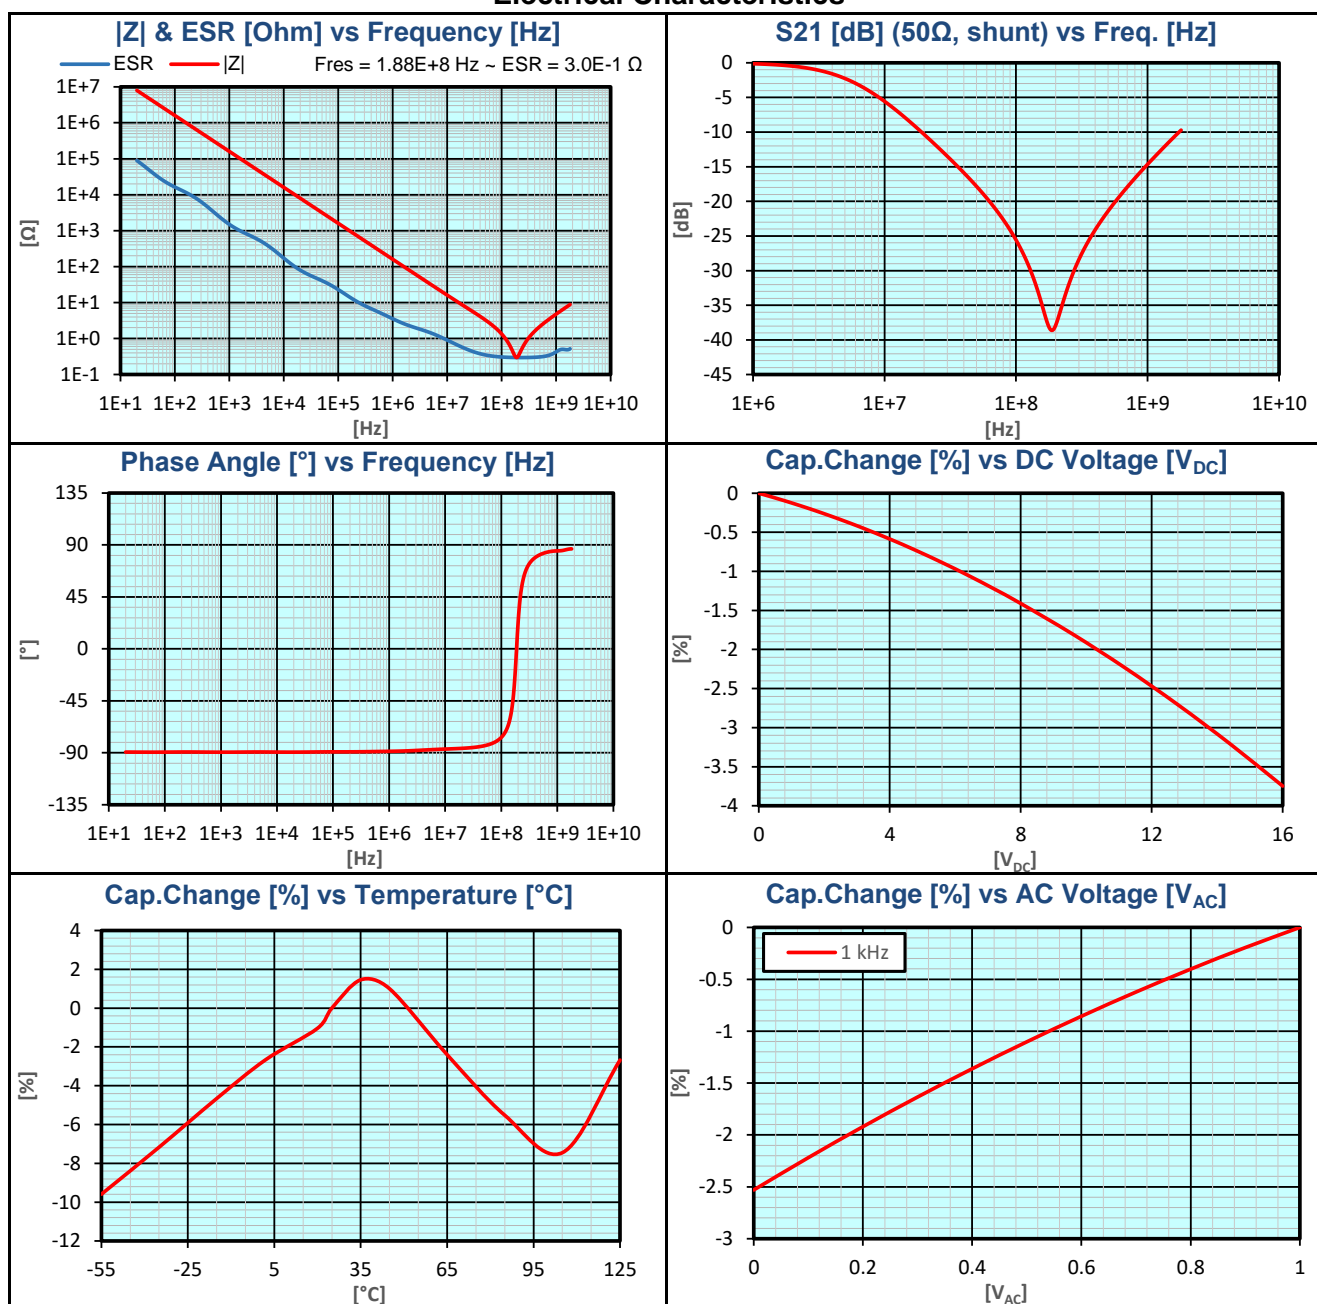 Electrical Characteristics
|Z| & ESR [Ohm] vs Frequency [Hz]
ESR |Z| Fres = 1.88E+8 Hz ~ ESR = 3.0E-1 Ω
1E+7
1E+6
1E+5
1E+4
1E+3
1E+2
1E+1
1E+0
1E-1
[Ω]
1E+1 1E+2 1E+3 1E+4 1E+5 1E+6 1E+7 1E+8 1E+9 1E+10
[Hz]
S21 [dB] (50Ω, shunt) vs Freq. [Hz]
0
-5
-10
-15
-20
-25
-30
-35
-40
-45
[dB]
1E+6 1E+7 1E+8 1E+9 1E+10
[Hz]
Phase Angle [°] vs Frequency [Hz]
135
90
45
0
-45
-90
-135
[°]
1E+1 1E+2 1E+3 1E+4 1E+5 1E+6 1E+7 1E+8 1E+9 1E+10
[Hz]
Cap.Change [%] vs DC Voltage [VDC]
0
-0.5
-1
-1.5
-2
-2.5
-3
-3.5
-4
[%]
0 4 8 12 16
[VDC]
Cap.Change [%] vs Temperature [°C]
4
2
0
-2
-4
-6
-8
-10
-12
[%]
-55 -25 5 35 65 95 125
[°C]
Cap.Change [%] vs AC Voltage [VAC]
1 kHz
0
-0.5
-1
-1.5
-2
-2.5
-3
[%]
0 0.2 0.4 0.6 0.8 1
[VAC]